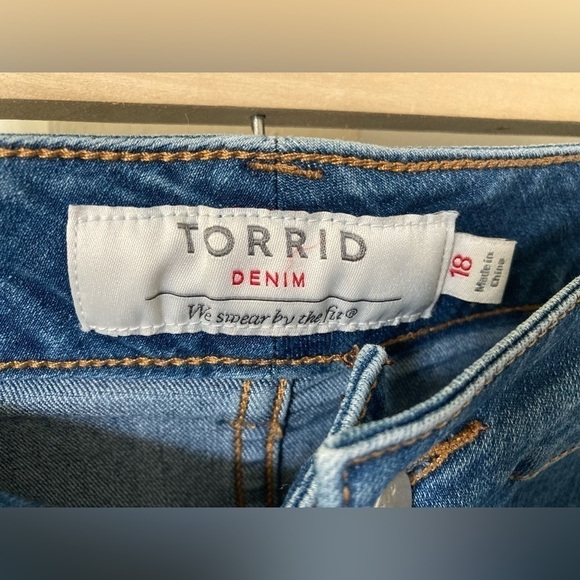 TORRID
DENIM
We swear by the fit®
18
Made in
China